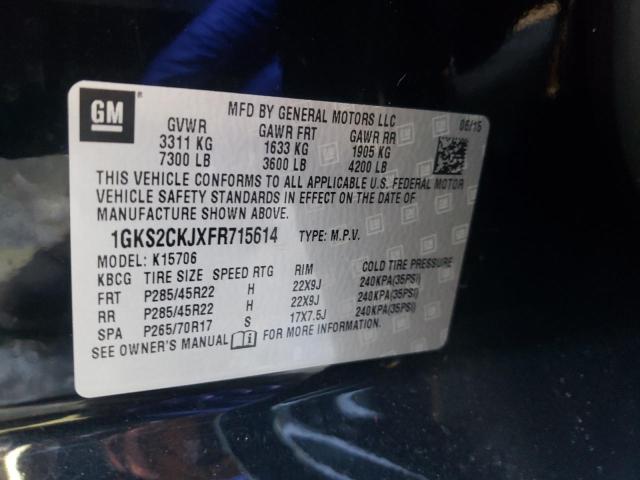 GM
MFD BY GENERAL MOTORS LLC
06/15
GVWR GAWR FRT GAWR RR
3311 KG 1633 KG 1905 KG
7300 LB 3600 LB 4200 LB
THIS VEHICLE CONFORMS TO ALL APPLICABLE U.S. FEDERAL MOTOR
VEHICLE SAFETY STANDARDS IN EFFECT ON THE DATE OF
MANUFACTURE SHOWN ABOVE.
1GKS2CKJXFR715614 TYPE: M.P.V.
MODEL: K15706
KBCG TIRE SIZE SPEED RTG RIM COLD TIRE PRESSURE
FRT P285/45R22 H 22X9J 240KPA(35PSI)
RR P285/45R22 H 22X9J 240KPA(35PSI)
SPA P265/70R17 S 17X7.5J 240KPA(35PSI)
SEE OWNER'S MANUAL FOR MORE INFORMATION.